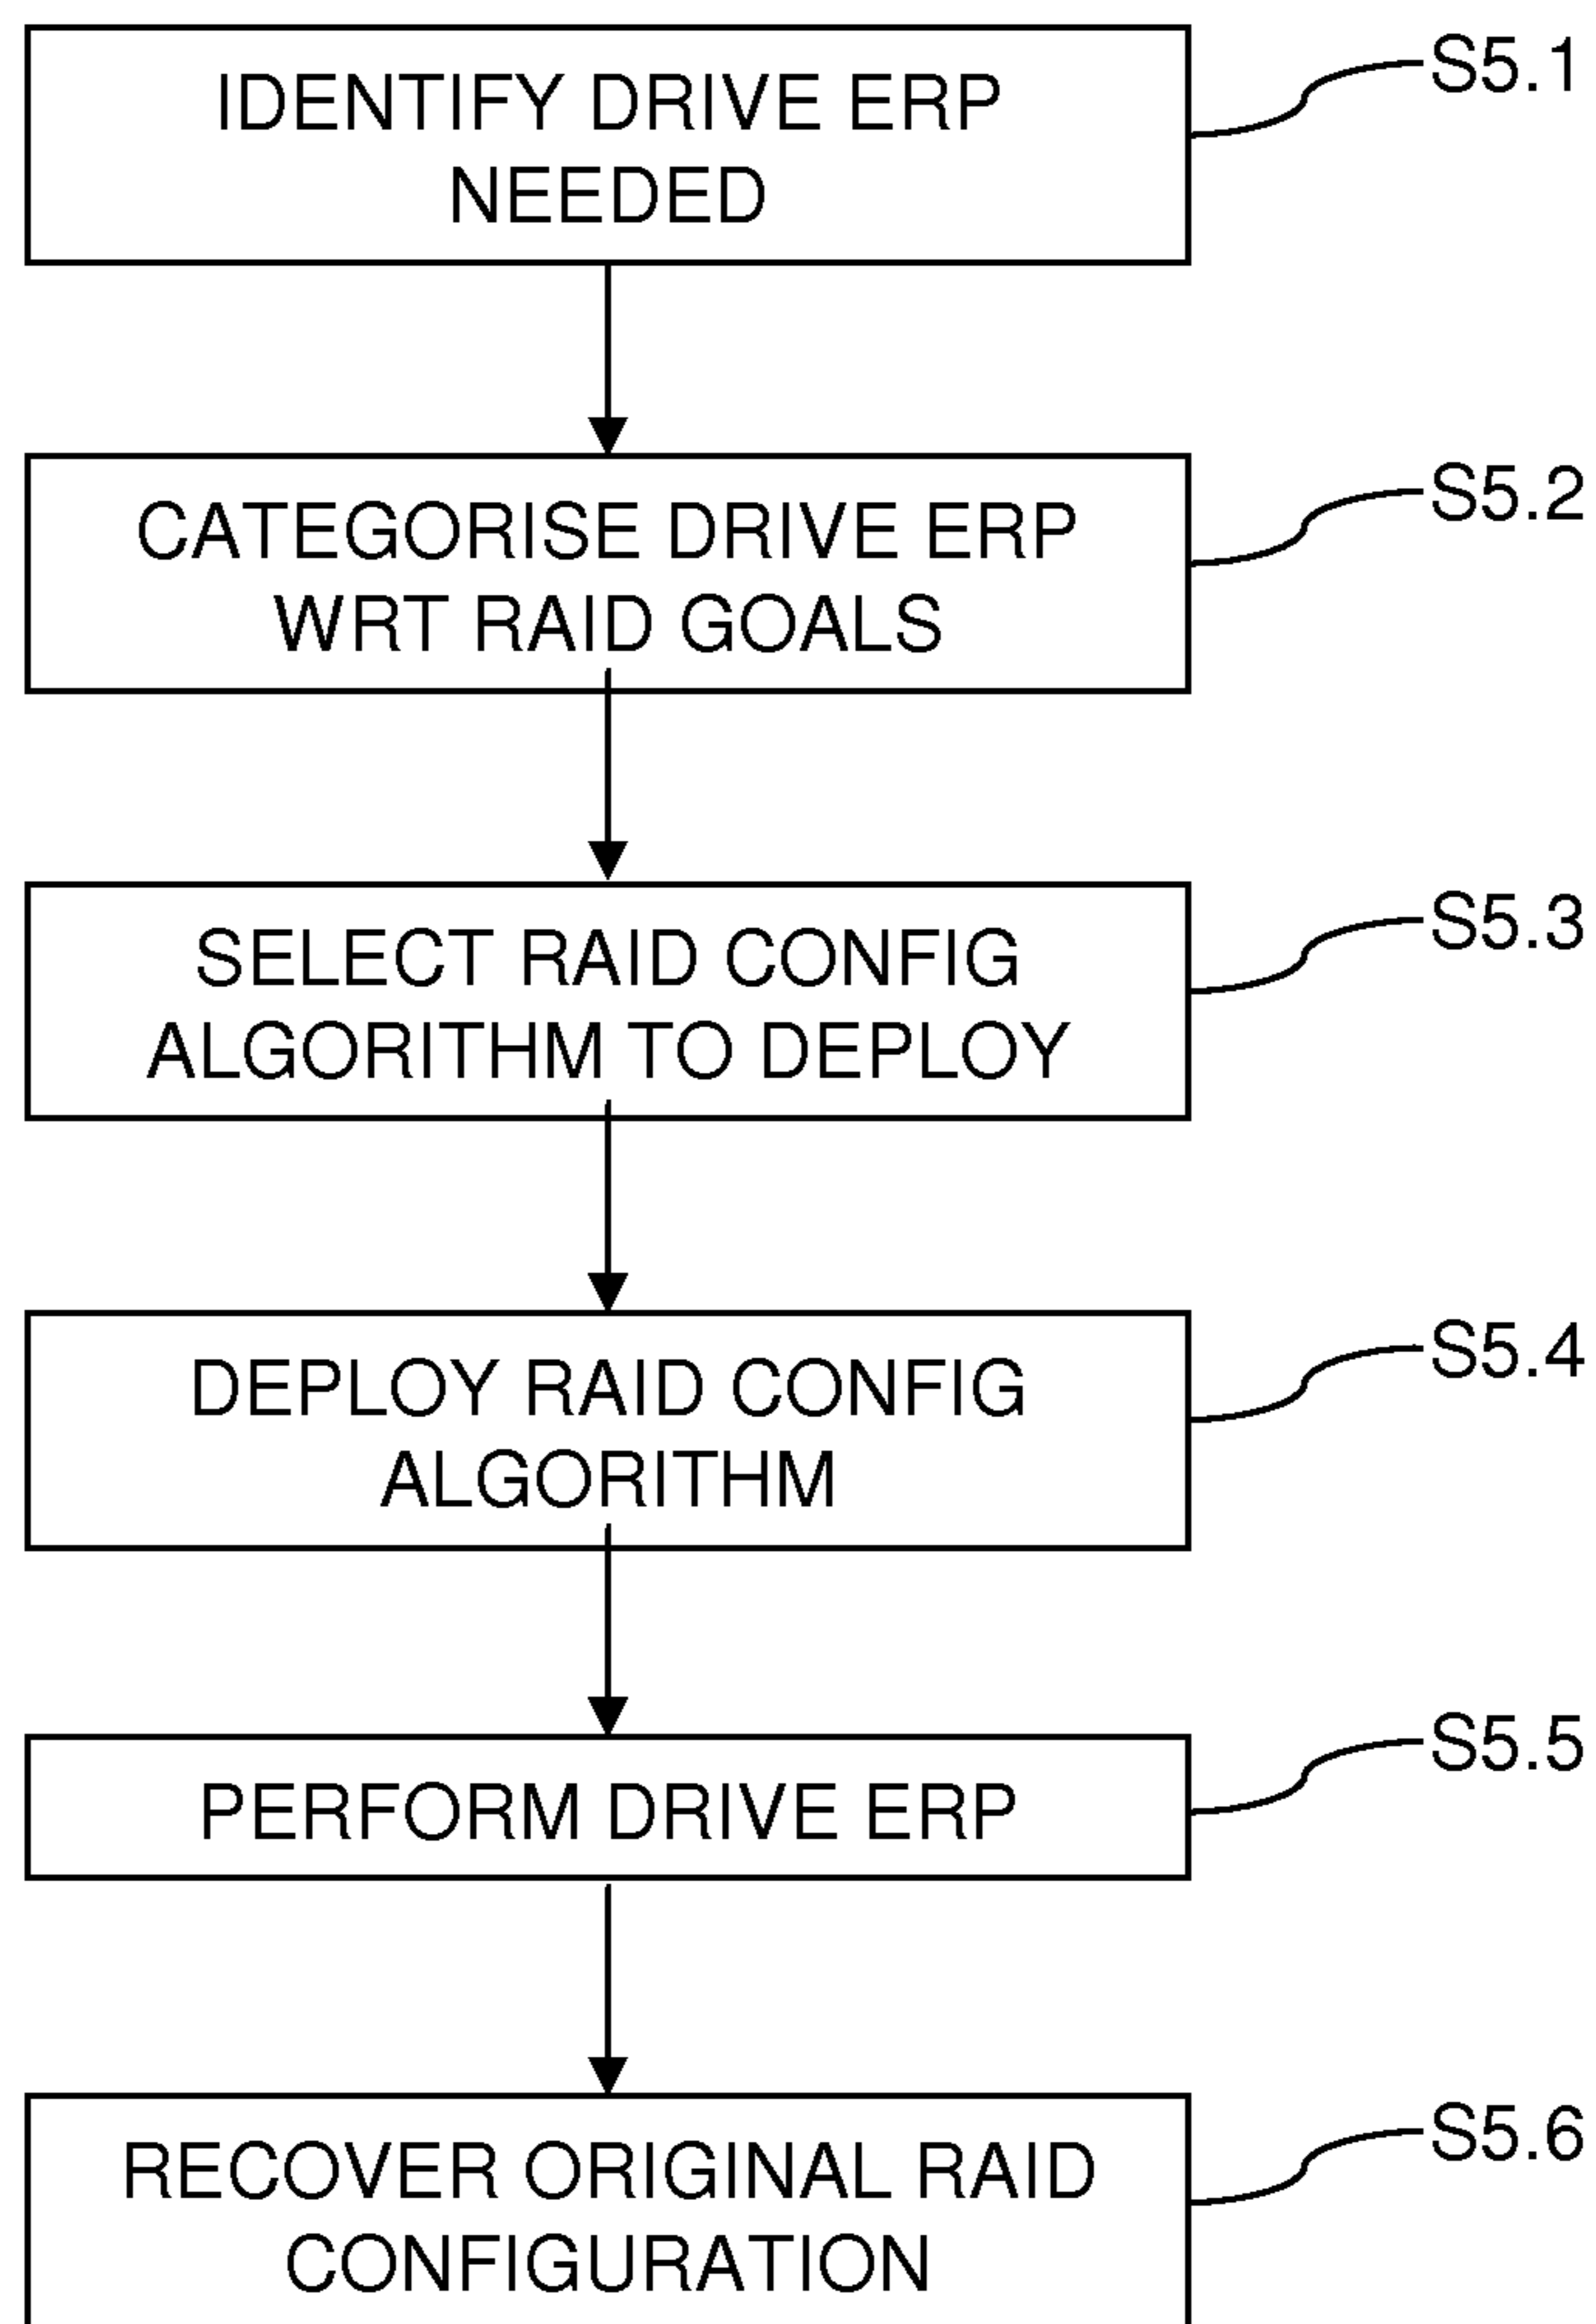 IDENTIFY DRIVE ERP
NEEDED
S5.1
CATEGORISE DRIVE ERP
WRT RAID GOALS
S5.2
SELECT RAID CONFIG
ALGORITHM TO DEPLOY
S5.3
DEPLOY RAID CONFIG
ALGORITHM
S5.4
PERFORM DRIVE ERP
S5.5
RECOVER ORIGINAL RAID
CONFIGURATION
S5.6